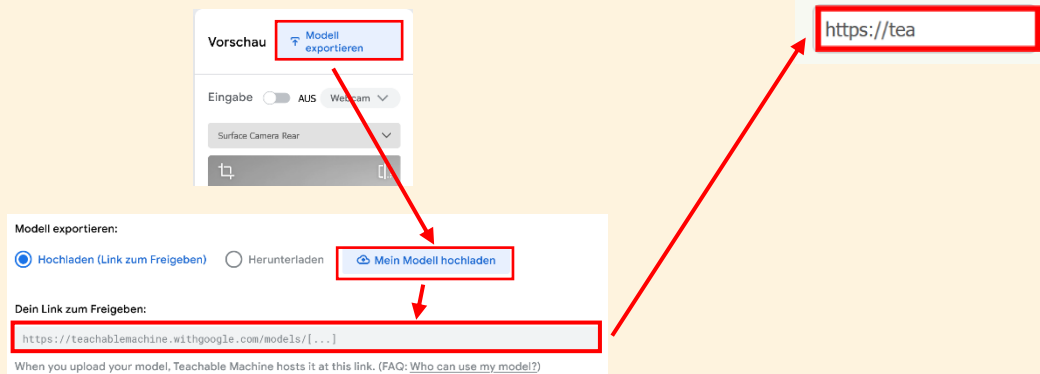 Vorschau
Modell
exportieren
https://tea
Eingabe AUS Webcam
Surface Camera Rear
Modell exportieren:
Hochladen (Link zum Freigeben) Herunterladen Mein Modell hochladen
Dein Link zum Freigeben:
https://teachablemachine.withgoogle.com/models/[...]
When you upload your model, Teachable Machine hosts it at this link. (FAQ: Who can use my model?)